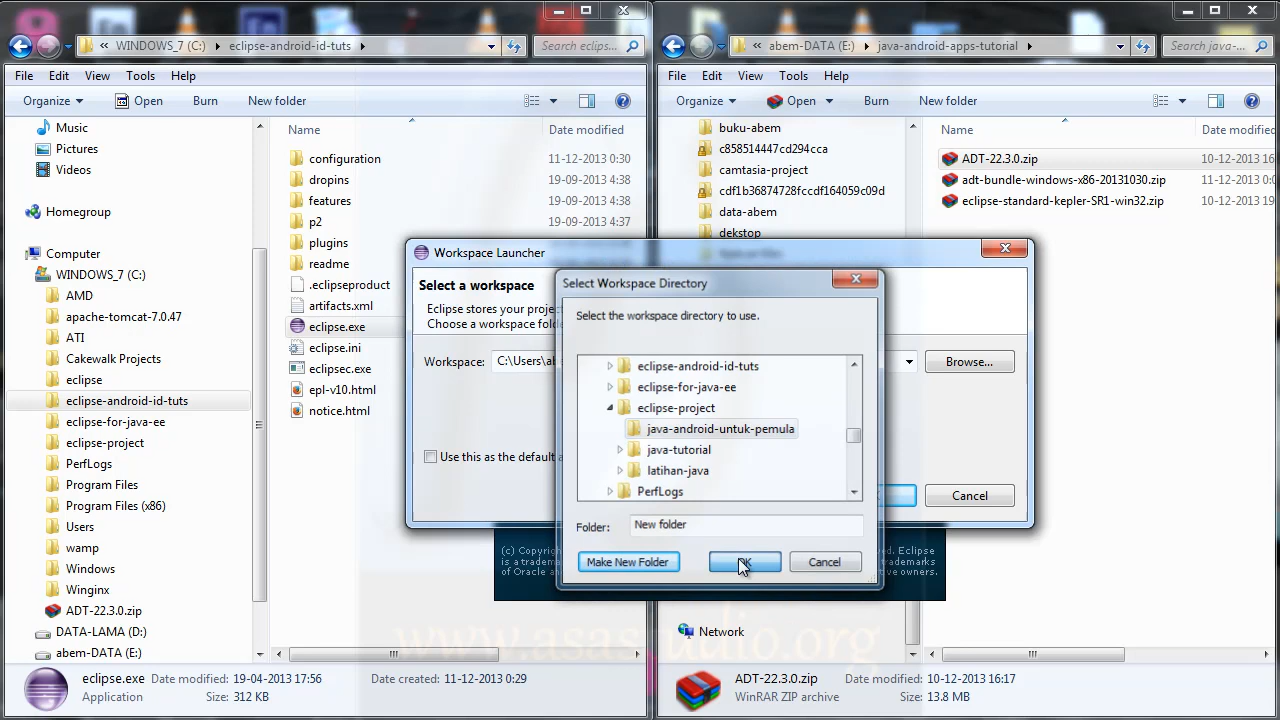 « WINDOWS_7 (C:) ▸ eclipse-android-id-tuts ▸
Search eclips...
File Edit View Tools Help
Organize Open Burn New folder
Music
Pictures
Videos
Homegroup
Computer
WINDOWS_7 (C:)
AMD
apache-tomcat-7.0.47
ATI
Cakewalk Projects
eclipse
eclipse-android-id-tuts
eclipse-for-java-ee
eclipse-project
PerfLogs
Program Files
Program Files (x86)
Users
wamp
Windows
Winginx
ADT-22.3.0.zip
DATA-LAMA (D:)
abem-DATA (E:)
Name Date modified
configuration 11-12-2013 0:30
dropins 19-09-2013 4:38
features 19-09-2013 4:38
p2 19-09-2013 4:37
plugins
readme
.eclipseproduct
artifacts.xml
eclipse.exe
eclipse.ini
eclipsec.exe
epl-v10.html
notice.html
eclipse.exe Date modified: 19-04-2013 17:56 Date created: 11-12-2013 0:29
Application Size: 312 KB
« abem-DATA (E:) ▸ java-android-apps-tutorial ▸
Search java-...
File Edit View Tools Help
Organize Open Burn New folder
buku-abem
c858514447cd294cca
camtasia-project
cdf1b36874728fccdf164059c09d
data-abem
dekstop
Network
Name Date modified
ADT-22.3.0.zip 10-12-2013 16
adt-bundle-windows-x86-20131030.zip 11-12-2013 0:
eclipse-standard-kepler-SR1-win32.zip 10-12-2013 19
ADT-22.3.0.zip Date modified: 10-12-2013 16:17
WinRAR ZIP archive Size: 13.8 MB
Workspace Launcher
Select a workspace
Eclipse stores your proje
Choose a workspace folde
Workspace: C:\Users\ab
Browse...
Use this as the default a
Cancel
Select Workspace Directory
Select the workspace directory to use.
eclipse-android-id-tuts
eclipse-for-java-ee
eclipse-project
java-android-untuk-pemula
java-tutorial
latihan-java
PerfLogs
Folder: New folder
Make New Folder OK Cancel
(c) Copyrig
is a tradema
of Oracle an
ved. Eclipse
trademarks
tive owners.